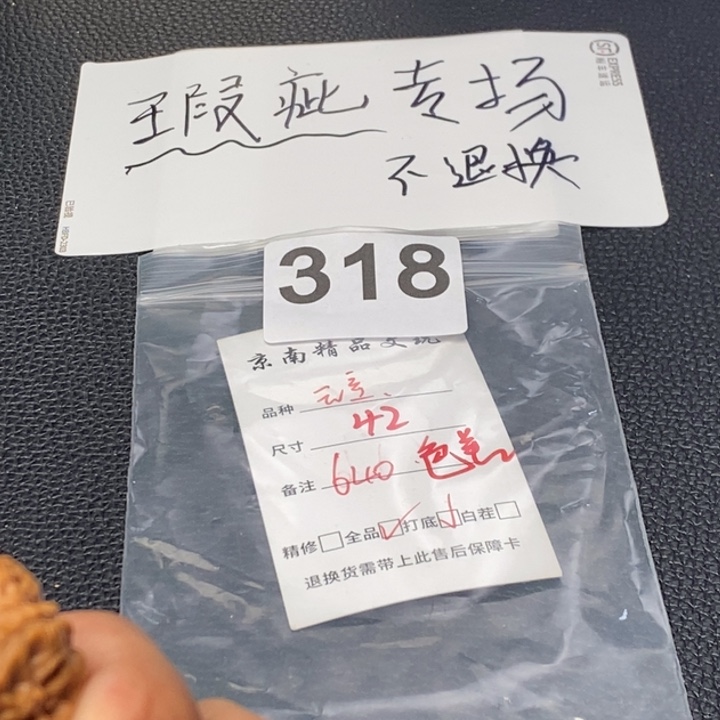 瑕疵专场
不退换
SF EXPRESS
318
京南精品文玩
品种
尺寸 42
备注 640 色差
精修□全品☑打底☑白茬□
退换货需带上此售后保障卡